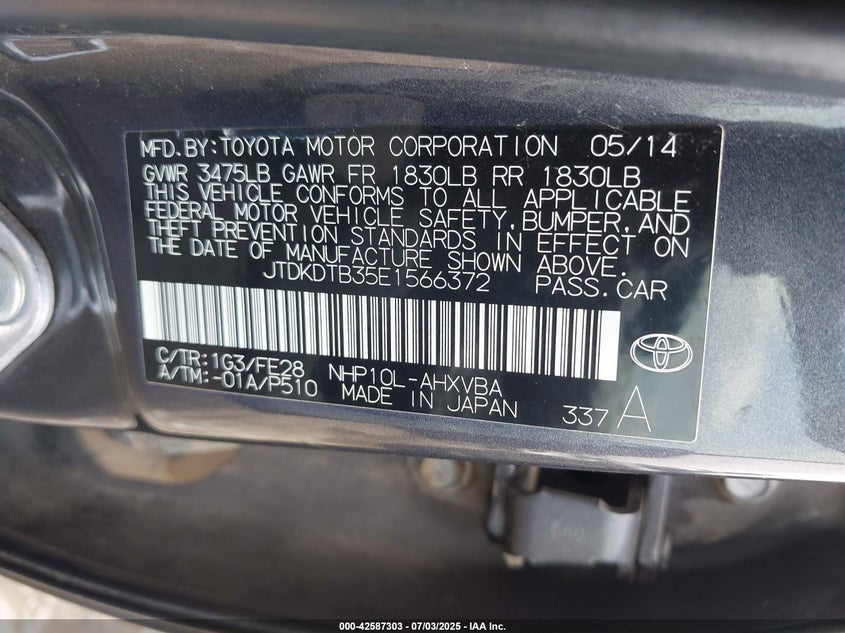 MFD.BY:TOYOTA MOTOR CORPORATION 05/14
GVWR 3475LB GAWR FR 1830LB RR 1830LB
THIS VEHICLE CONFORMS TO ALL APPLICABLE
FEDERAL MOTOR VEHICLE SAFETY,BUMPER,AND
THEFT PREVENTION STANDARDS IN EFFECT ON
THE DATE OF MANUFACTURE SHOWN ABOVE.
JTDKDTB35E1566372 PASS.CAR
C/TR:1G3/FE28 NHP10L-AHXVBA
A/TM:-01A/P510 MADE IN JAPAN 337 A
000-42587303 - 07/03/2025 - IAA Inc.